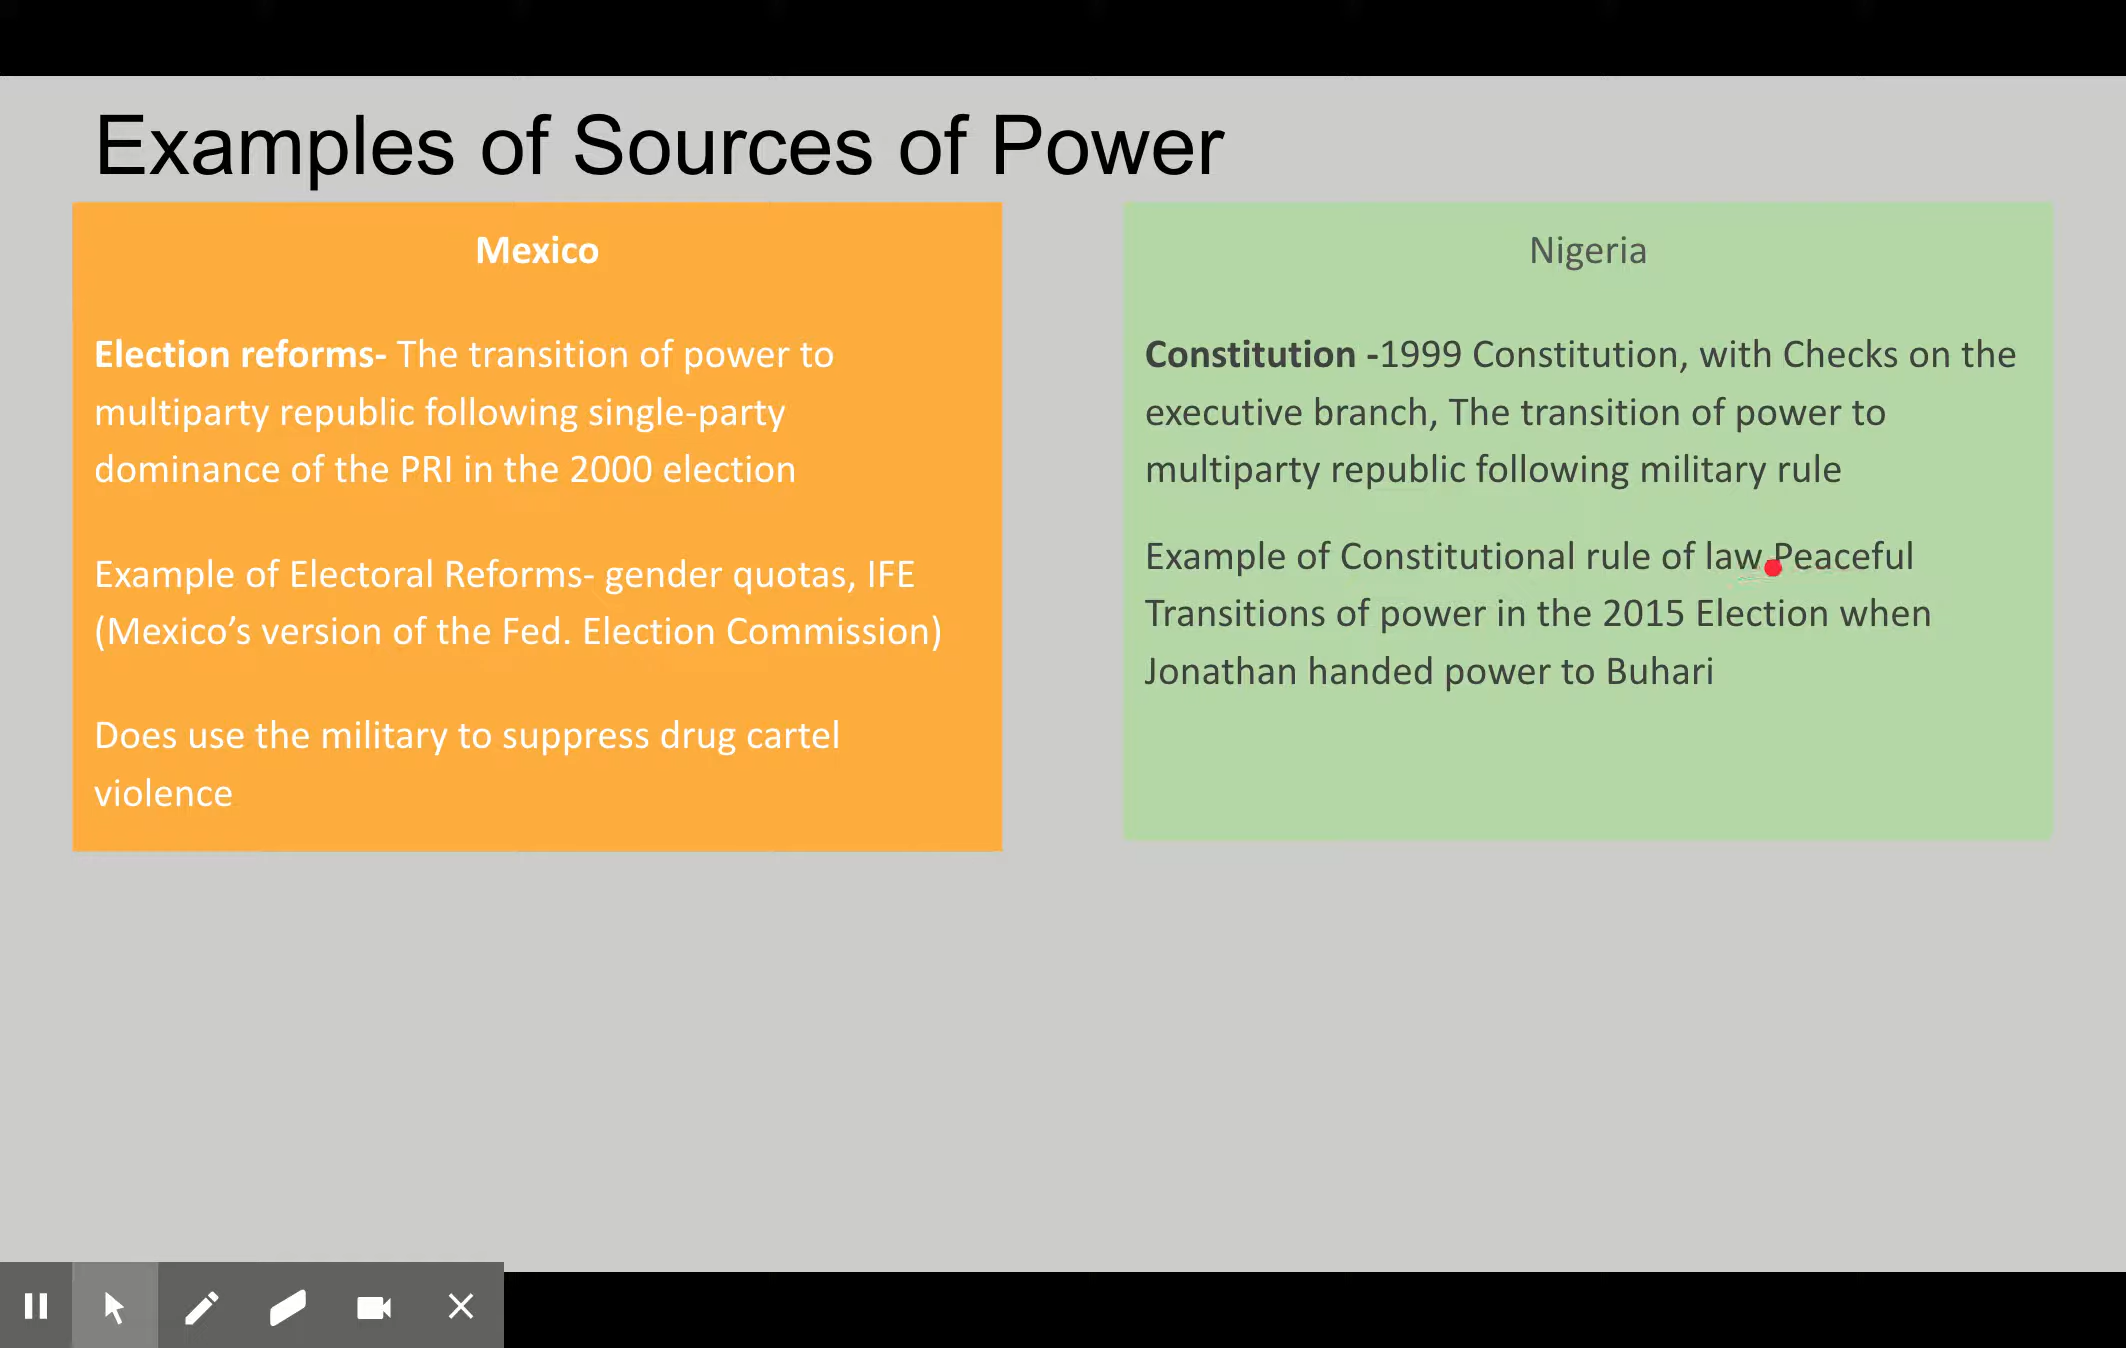 Examples of Sources of Power
Mexico
Election reforms- The transition of power to
multiparty republic following single-party
dominance of the PRI in the 2000 election
Example of Electoral Reforms- gender quotas, IFE
(Mexico’s version of the Fed. Election Commission)
Does use the military to suppress drug cartel
violence
Nigeria
Constitution -1999 Constitution, with Checks on the
executive branch, The transition of power to
multiparty republic following military rule
Example of Constitutional rule of law Peaceful
Transitions of power in the 2015 Election when
Jonathan handed power to Buhari